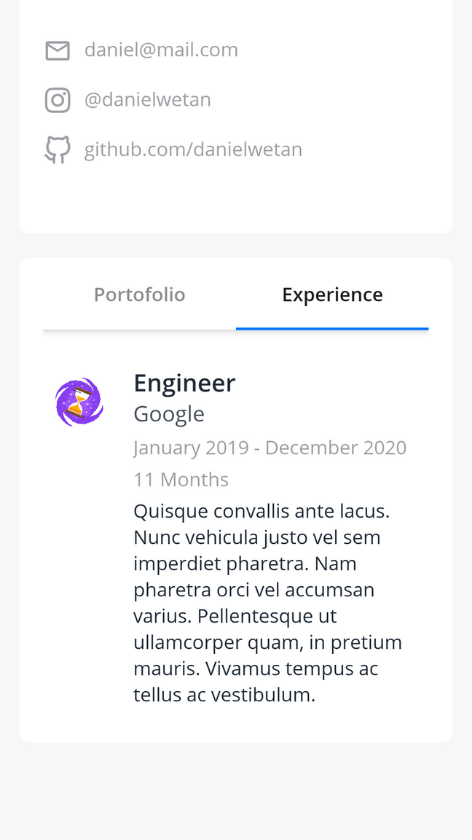 daniel@mail.com
@danielwetan
github.com/danielwetan
Portofolio
Experience
Engineer
Google
January 2019 - December 2020
11 Months
Quisque convallis ante lacus.
Nunc vehicula justo vel sem
imperdiet pharetra. Nam
pharetra orci vel accumsan
varius. Pellentesque ut
ullamcorper quam, in pretium
mauris. Vivamus tempus ac
tellus ac vestibulum.